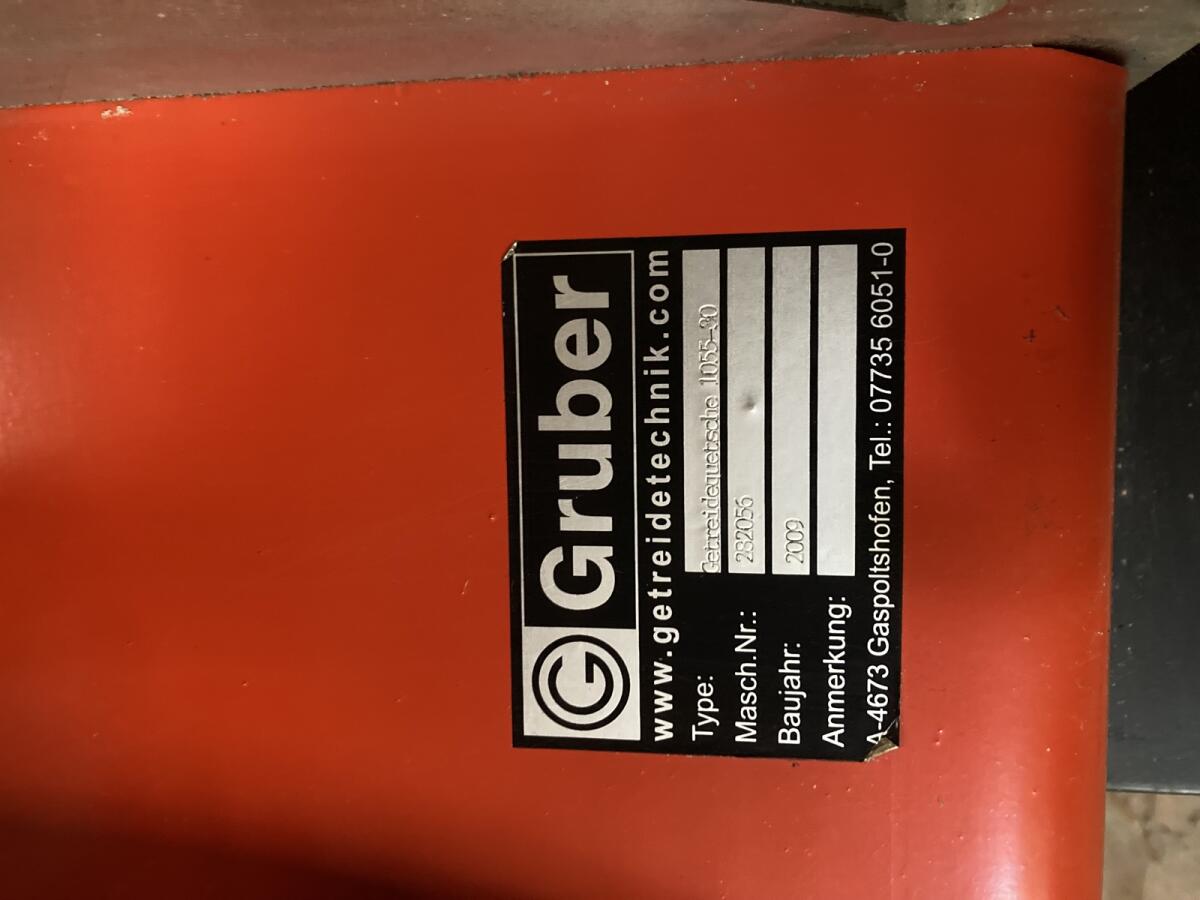 G Gruber
www.getreidetechnik.com
Type: Getreidequetsche 1055-30
Masch.Nr.: 282056
Baujahr: 2009
Anmerkung:
A-4673 Gaspoltshofen, Tel.: 07735 6051-0